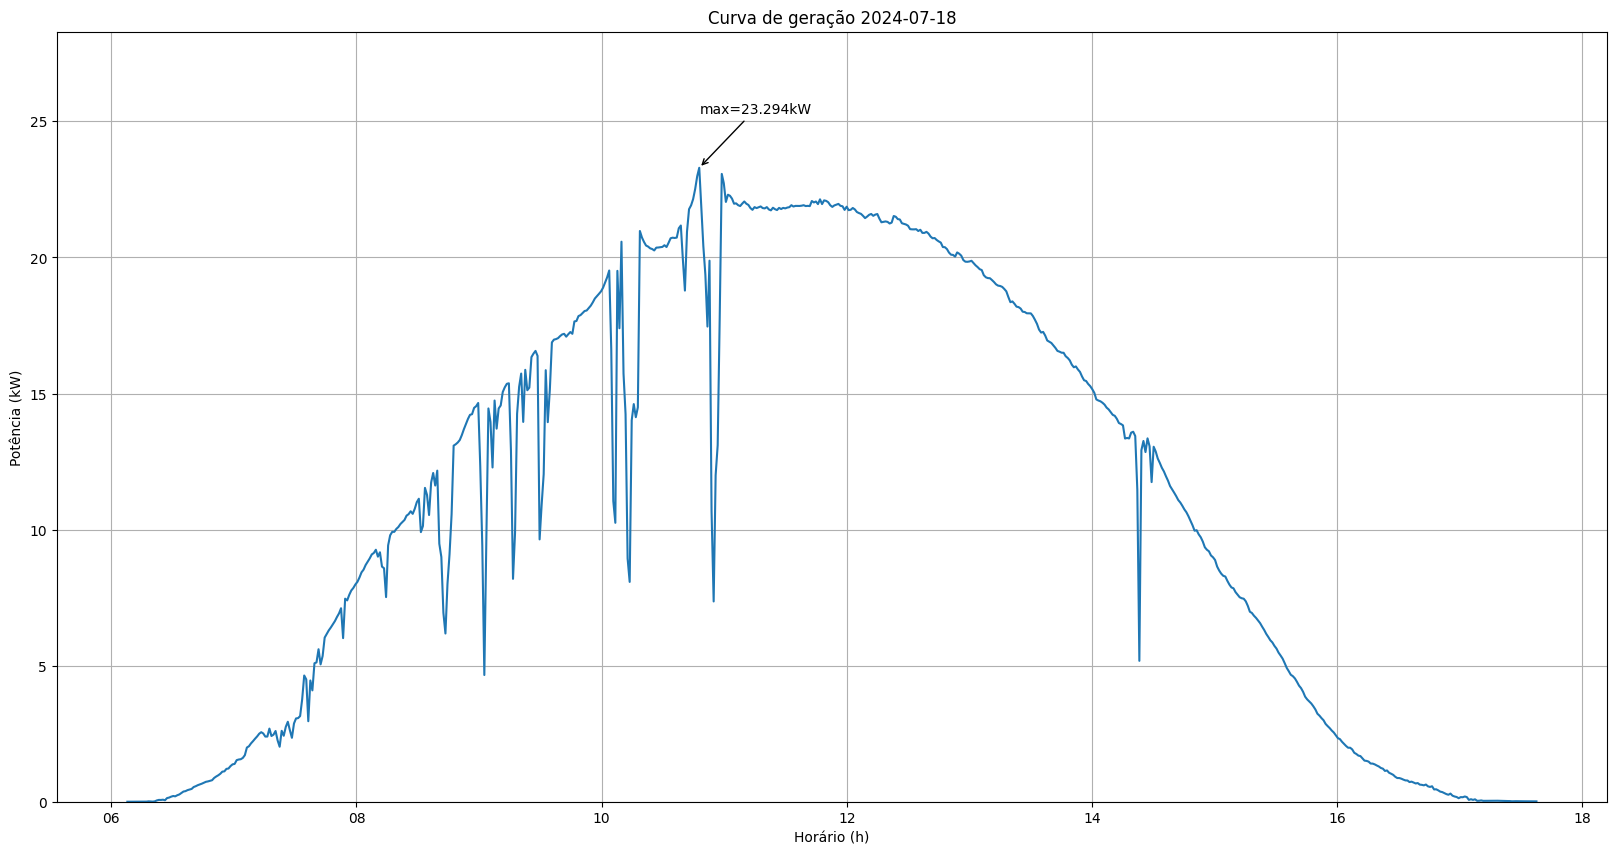 Curva de geração 2024-07-18
max=23.294kW
Potência (kW)
25
20
15
10
5
0
06 08 10 12 14 16 18
Horário (h)